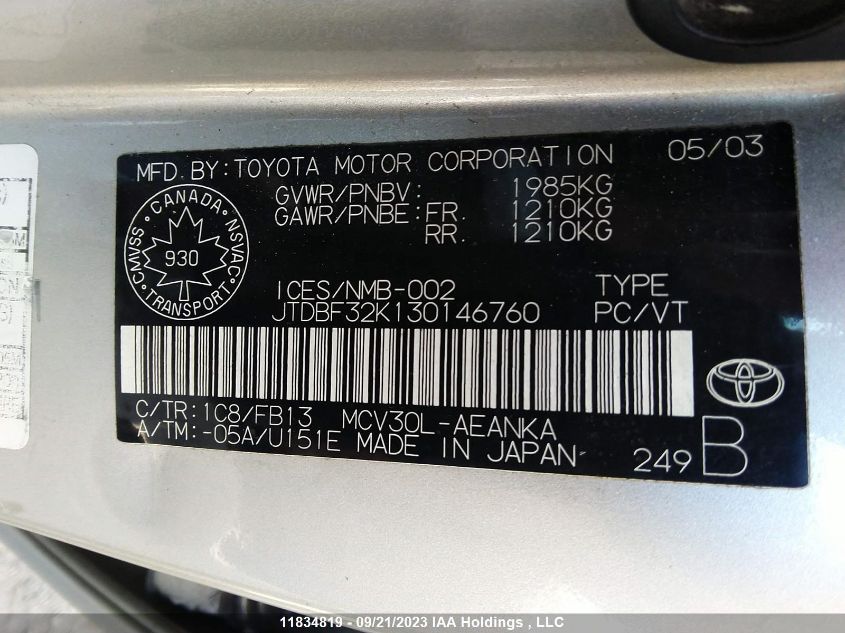 MFD.BY:TOYOTA MOTOR CORPORATION 05/03
GVWR/PNBV: 1985KG
GAWR/PNBE:FR. 1210KG
RR. 1210KG
CANADA
CMVSS 930 NSVAC
TRANSPORT
ICES/NMB-002 TYPE
JTDBF32K130146760 PC/VT
C/TR:1C8/FB13 MCV30L-AEANKA
A/TM:-05A/U151E MADE IN JAPAN 249 B
11834819 - 09/21/2023 IAA Holdings , LLC